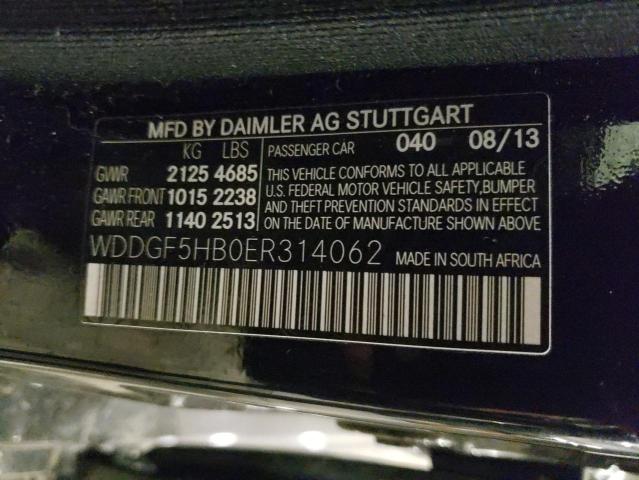 MFD BY DAIMLER AG STUTTGART
KG LBS PASSENGER CAR 040 08/13
GVWR 2125 4685
GAWR FRONT 1015 2238
GAWR REAR 1140 2513
THIS VEHICLE CONFORMS TO ALL APPLICABLE
U.S. FEDERAL MOTOR VEHICLE SAFETY,BUMPER
AND THEFT PREVENTION STANDARDS IN EFFECT
ON THE DATE OF MANUFACTURE SHOWN ABOVE
WDDGF5HB0ER314062 MADE IN SOUTH AFRICA